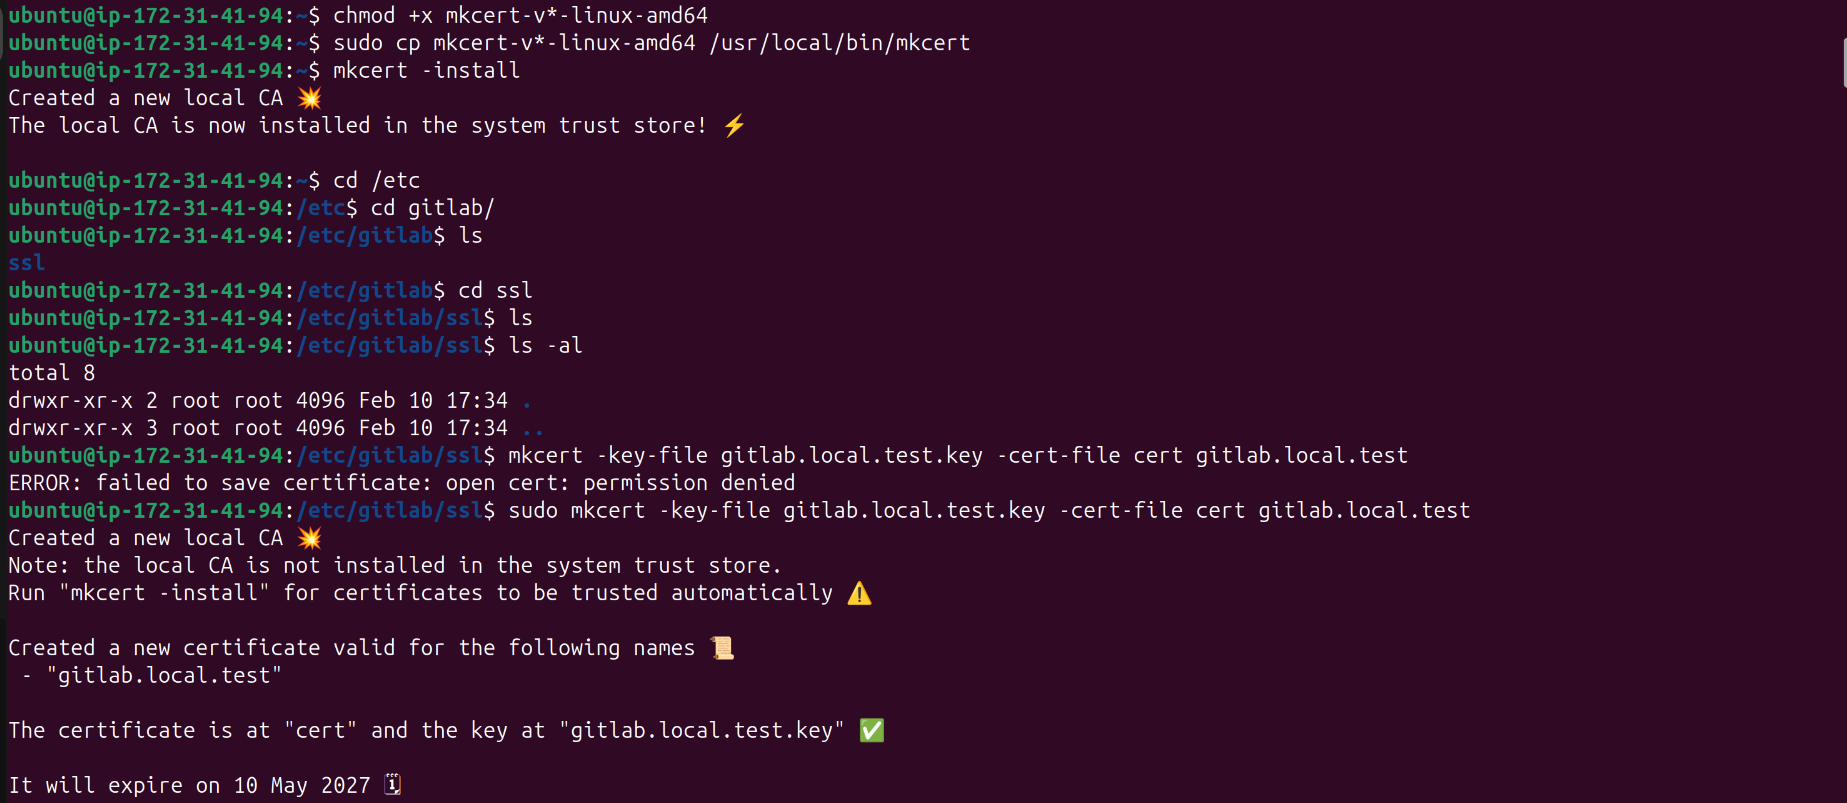 ubuntu@ip-172-31-41-94:~$ chmod +x mkcert-v*-linux-amd64
ubuntu@ip-172-31-41-94:~$ sudo cp mkcert-v*-linux-amd64 /usr/local/bin/mkcert
ubuntu@ip-172-31-41-94:~$ mkcert -install
Created a new local CA 💥
The local CA is now installed in the system trust store! ⚡
ubuntu@ip-172-31-41-94:~$ cd /etc
ubuntu@ip-172-31-41-94:/etc$ cd gitlab/
ubuntu@ip-172-31-41-94:/etc/gitlab$ ls
ssl
ubuntu@ip-172-31-41-94:/etc/gitlab$ cd ssl
ubuntu@ip-172-31-41-94:/etc/gitlab/ssl$ ls
ubuntu@ip-172-31-41-94:/etc/gitlab/ssl$ ls -al
total 8
drwxr-xr-x 2 root root 4096 Feb 10 17:34 .
drwxr-xr-x 3 root root 4096 Feb 10 17:34 ..
ubuntu@ip-172-31-41-94:/etc/gitlab/ssl$ mkcert -key-file gitlab.local.test.key -cert-file cert gitlab.local.test
ERROR: failed to save certificate: open cert: permission denied
ubuntu@ip-172-31-41-94:/etc/gitlab/ssl$ sudo mkcert -key-file gitlab.local.test.key -cert-file cert gitlab.local.test
Created a new local CA 💥
Note: the local CA is not installed in the system trust store.
Run "mkcert -install" for certificates to be trusted automatically ⚠️
Created a new certificate valid for the following names 📜
 - "gitlab.local.test"
The certificate is at "cert" and the key at "gitlab.local.test.key" ✅
It will expire on 10 May 2027 🗓